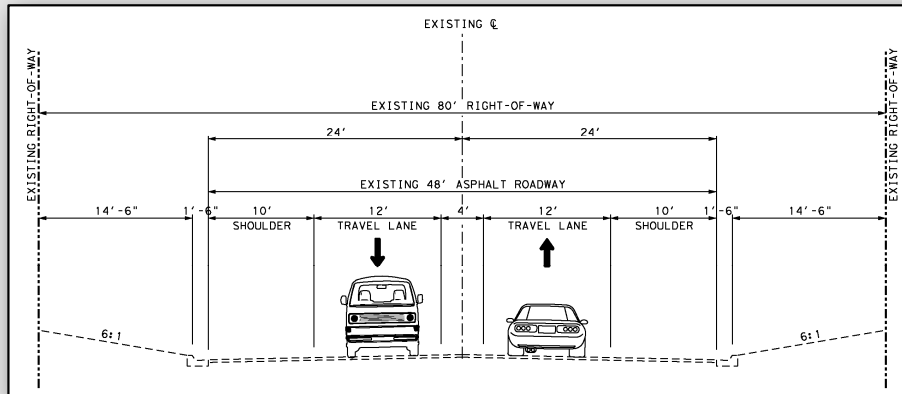 EXISTING ℄
EXISTING RIGHT-OF-WAY
EXISTING RIGHT-OF-WAY
EXISTING 80' RIGHT-OF-WAY
24' 24'
EXISTING 48' ASPHALT ROADWAY
14'-6" 1'-6" 10' 12' 4' 12' 10' 1'-6" 14'-6"
SHOULDER TRAVEL LANE TRAVEL LANE SHOULDER
6:1 6:1